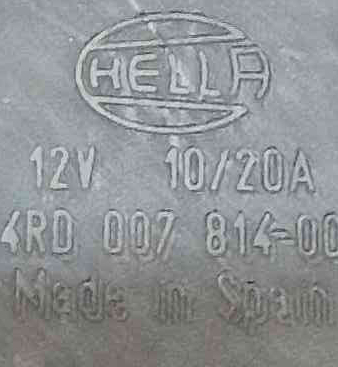 HELLA
12V 10/20A
4RD 007 814-00
Made in Spain